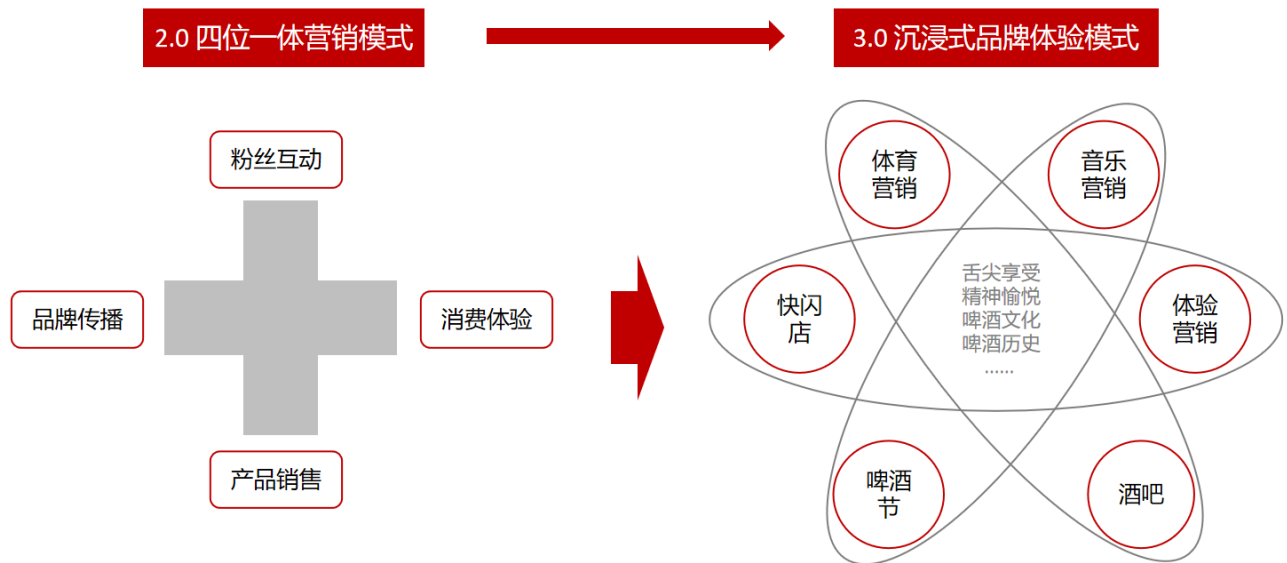 2.0 四位一体营销模式
3.0 沉浸式品牌体验模式
粉丝互动
品牌传播
消费体验
产品销售
体育
营销
音乐
营销
快闪
店
舌尖享受
精神愉悦
啤酒文化
啤酒历史
......
体验
营销
啤酒
节
酒吧